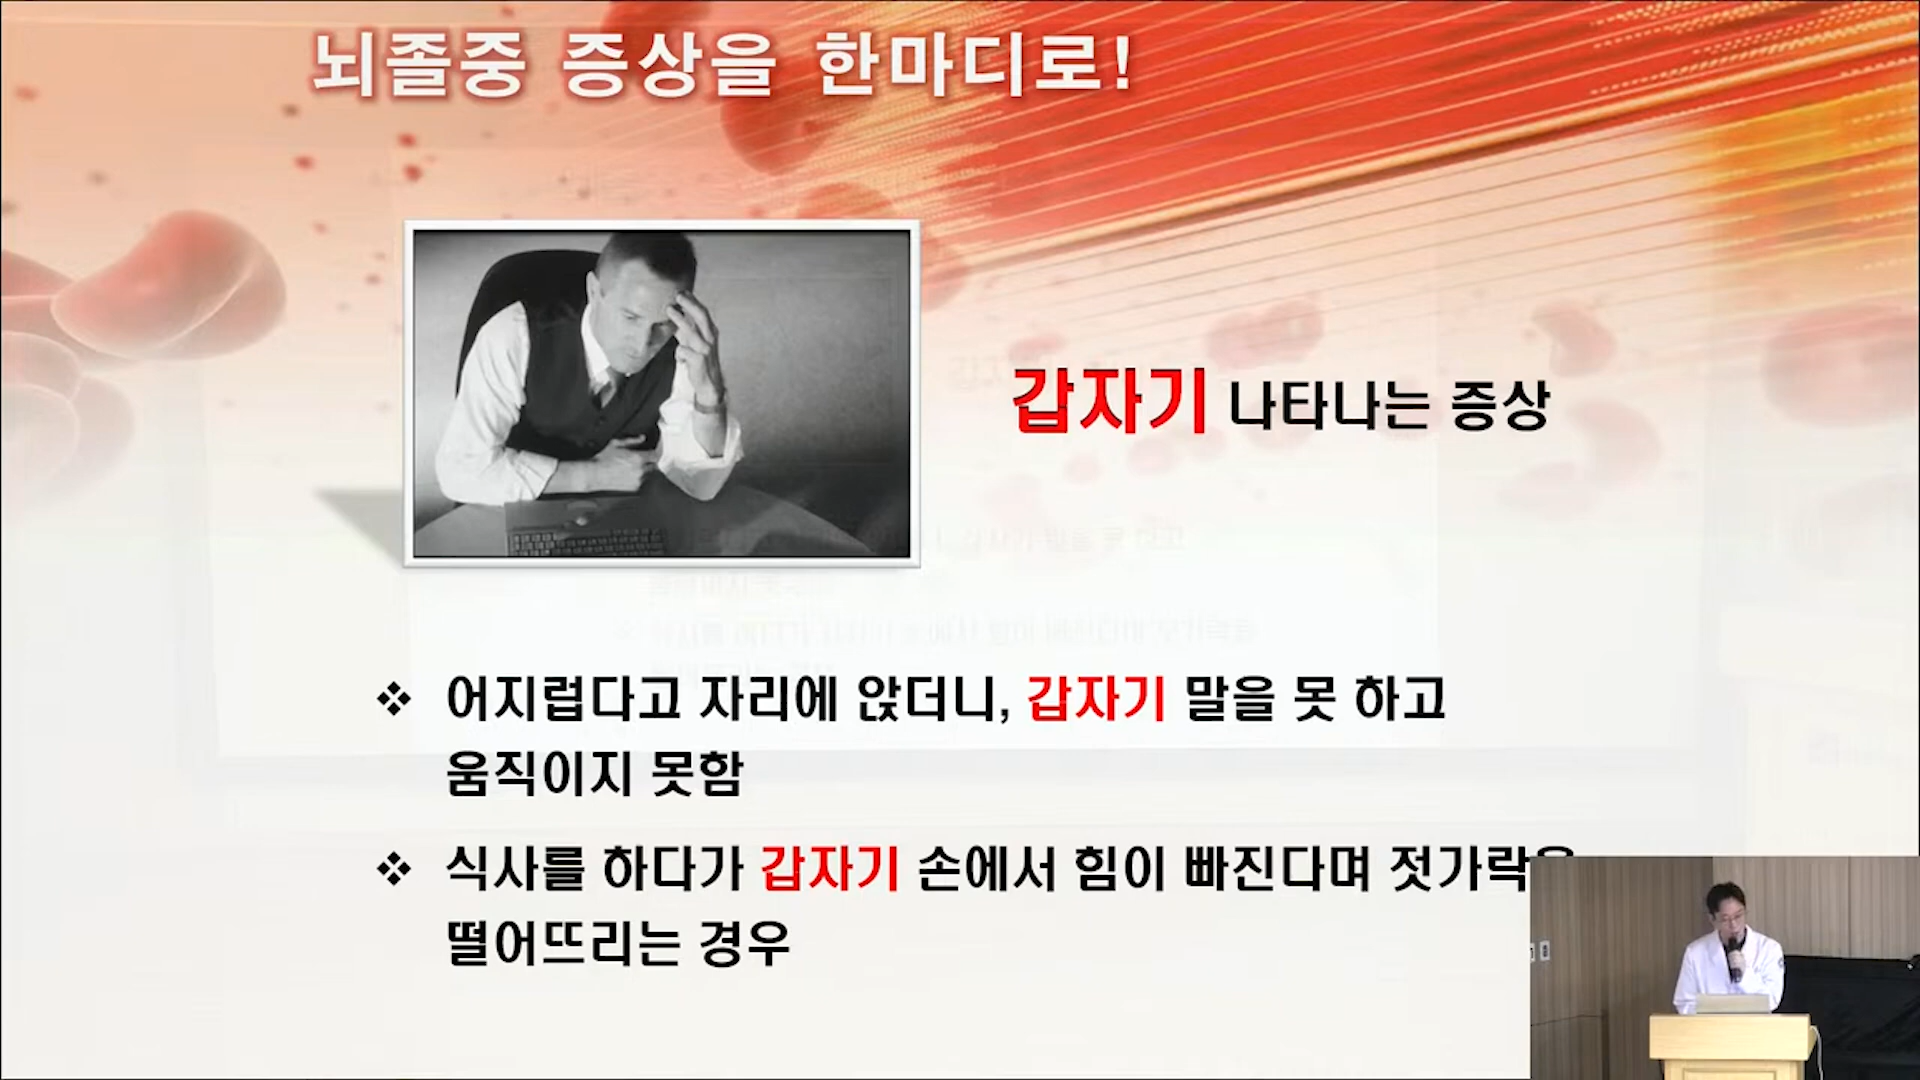 뇌졸중 증상을 한마디로!
갑자기 나타나는 증상
❖ 어지럽다고 자리에 앉더니, 갑자기 말을 못 하고
움직이지 못함
❖ 식사를 하다가 갑자기 손에서 힘이 빠진다며 젓가락을
떨어뜨리는 경우